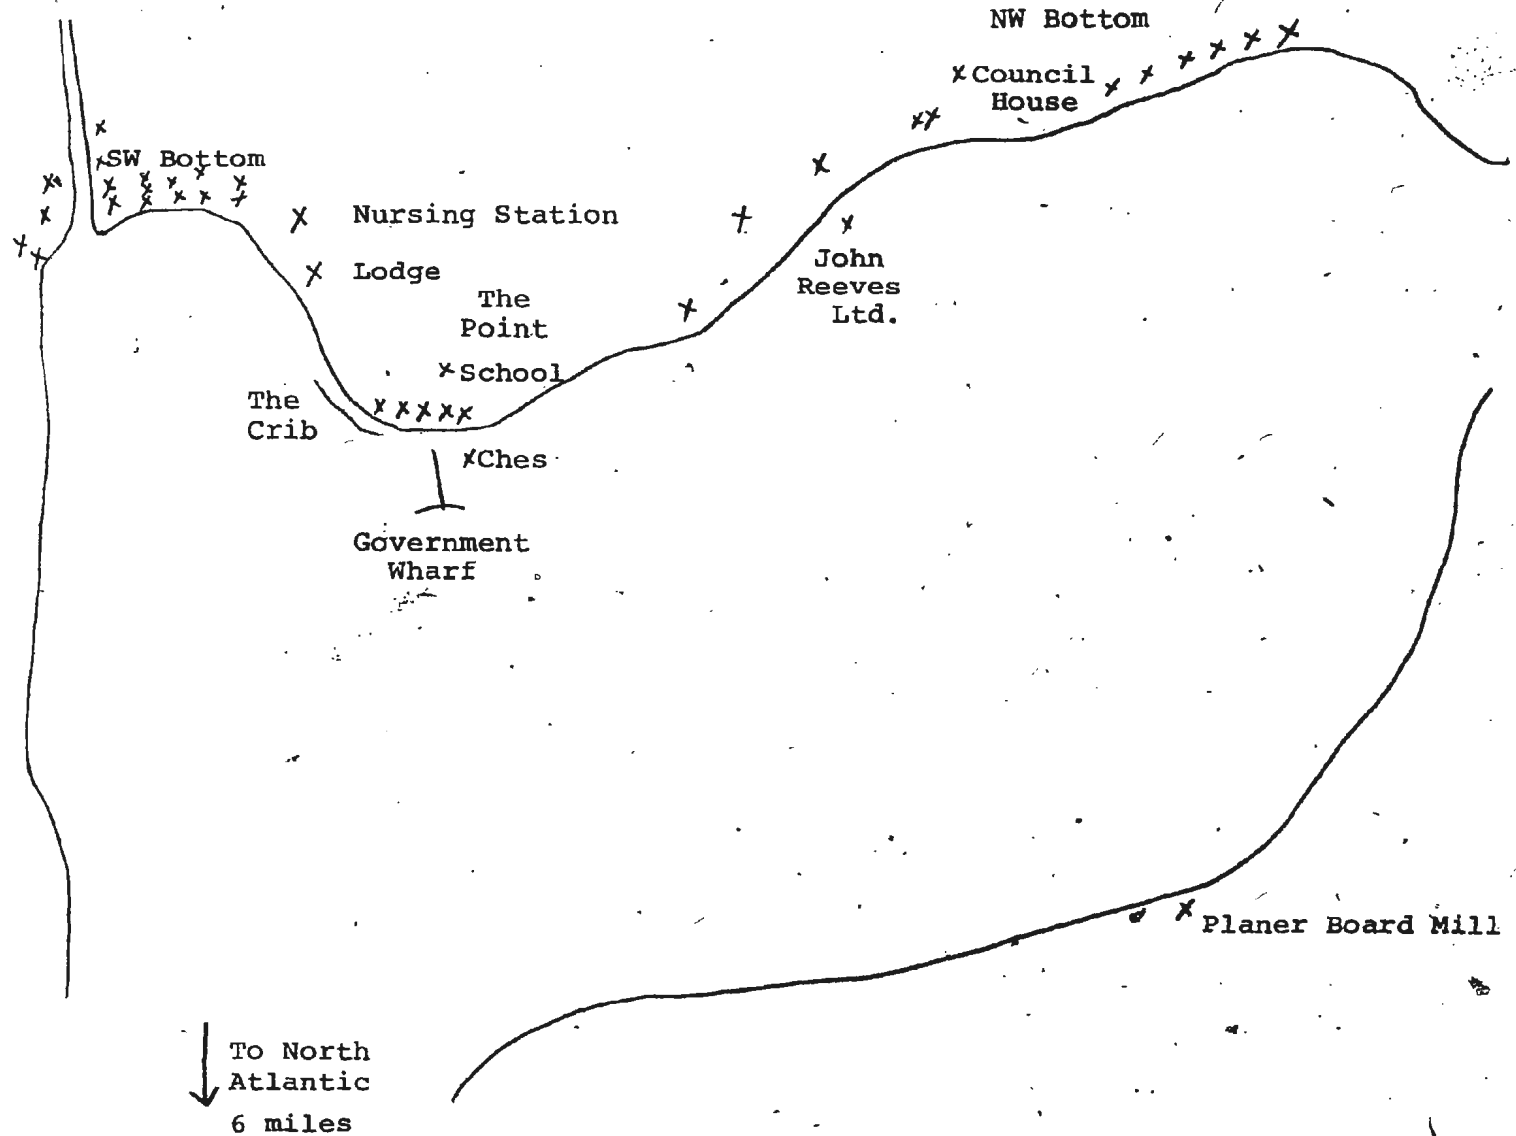 NW Bottom
Council
House
SW Bottom
Nursing Station
Lodge
John
Reeves
Ltd.
The
Point
School
The
Crib
Ches
Government
Wharf
Planer Board Mill
To North
Atlantic
6 miles